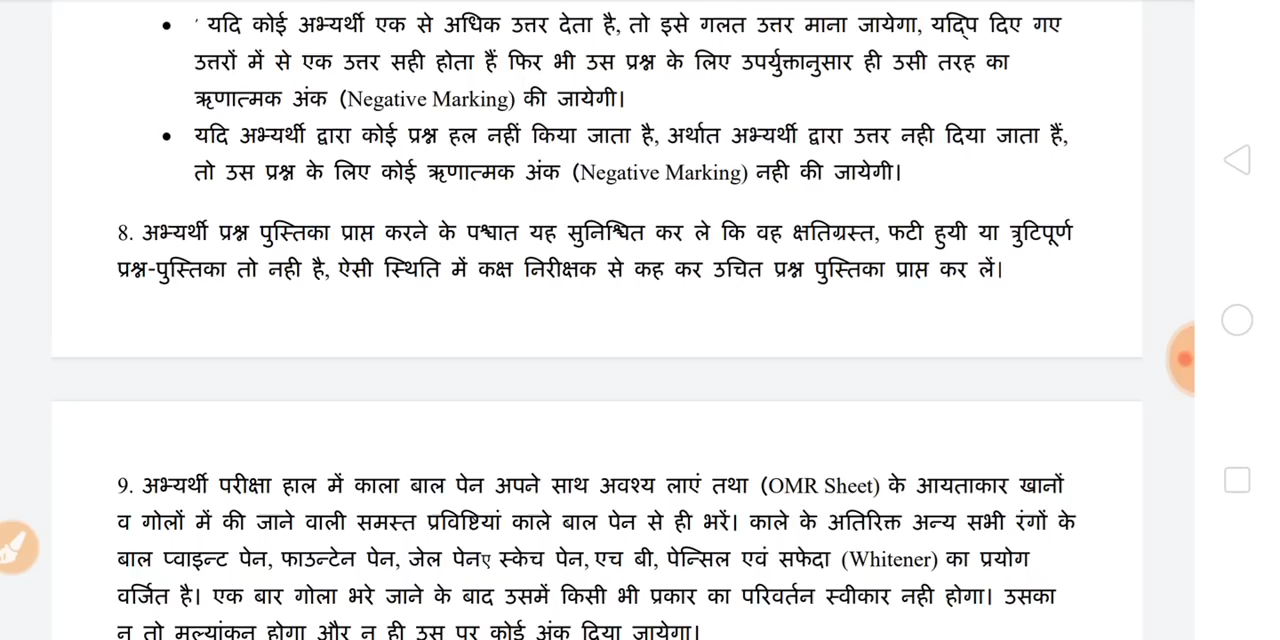 • ' यदि कोई अभ्यर्थी एक से अधिक उत्तर देता है, तो इसे गलत उत्तर माना जायेगा, यदि्प दिए गए
उत्तरों में से एक उत्तर सही होता हैं फिर भी उस प्रश्न के लिए उपर्युक्तानुसार ही उसी तरह का
ऋणात्मक अंक (Negative Marking) की जायेगी।
• यदि अभ्यर्थी द्वारा कोई प्रश्न हल नहीं किया जाता है, अर्थात अभ्यर्थी द्वारा उत्तर नही दिया जाता हैं,
तो उस प्रश्न के लिए कोई ऋणात्मक अंक (Negative Marking) नही की जायेगी।
8. अभ्यर्थी प्रश्न पुस्तिका प्राप्त करने के पश्चात यह सुनिश्चित कर ले कि वह क्षतिग्रस्त, फटी हुयी या त्रुटिपूर्ण
प्रश्न-पुस्तिका तो नही है, ऐसी स्थिति में कक्ष निरीक्षक से कह कर उचित प्रश्न पुस्तिका प्राप्त कर लें।
9. अभ्यर्थी परीक्षा हाल में काला बाल पेन अपने साथ अवश्य लाएं तथा (OMR Sheet) के आयताकार खानों
व गोलों में की जाने वाली समस्त प्रविष्टियां काले बाल पेन से ही भरें। काले के अतिरिक्त अन्य सभी रंगों के
बाल प्वाइन्ट पेन, फाउन्टेन पेन, जेल पेनए स्केच पेन, एच बी, पेन्सिल एवं सफेदा (Whitener) का प्रयोग
वर्जित है। एक बार गोला भरे जाने के बाद उसमें किसी भी प्रकार का परिवर्तन स्वीकार नही होगा। उसका
न तो मूल्यांकन होगा और न ही उस पर कोई अंक दिया जायेगा।